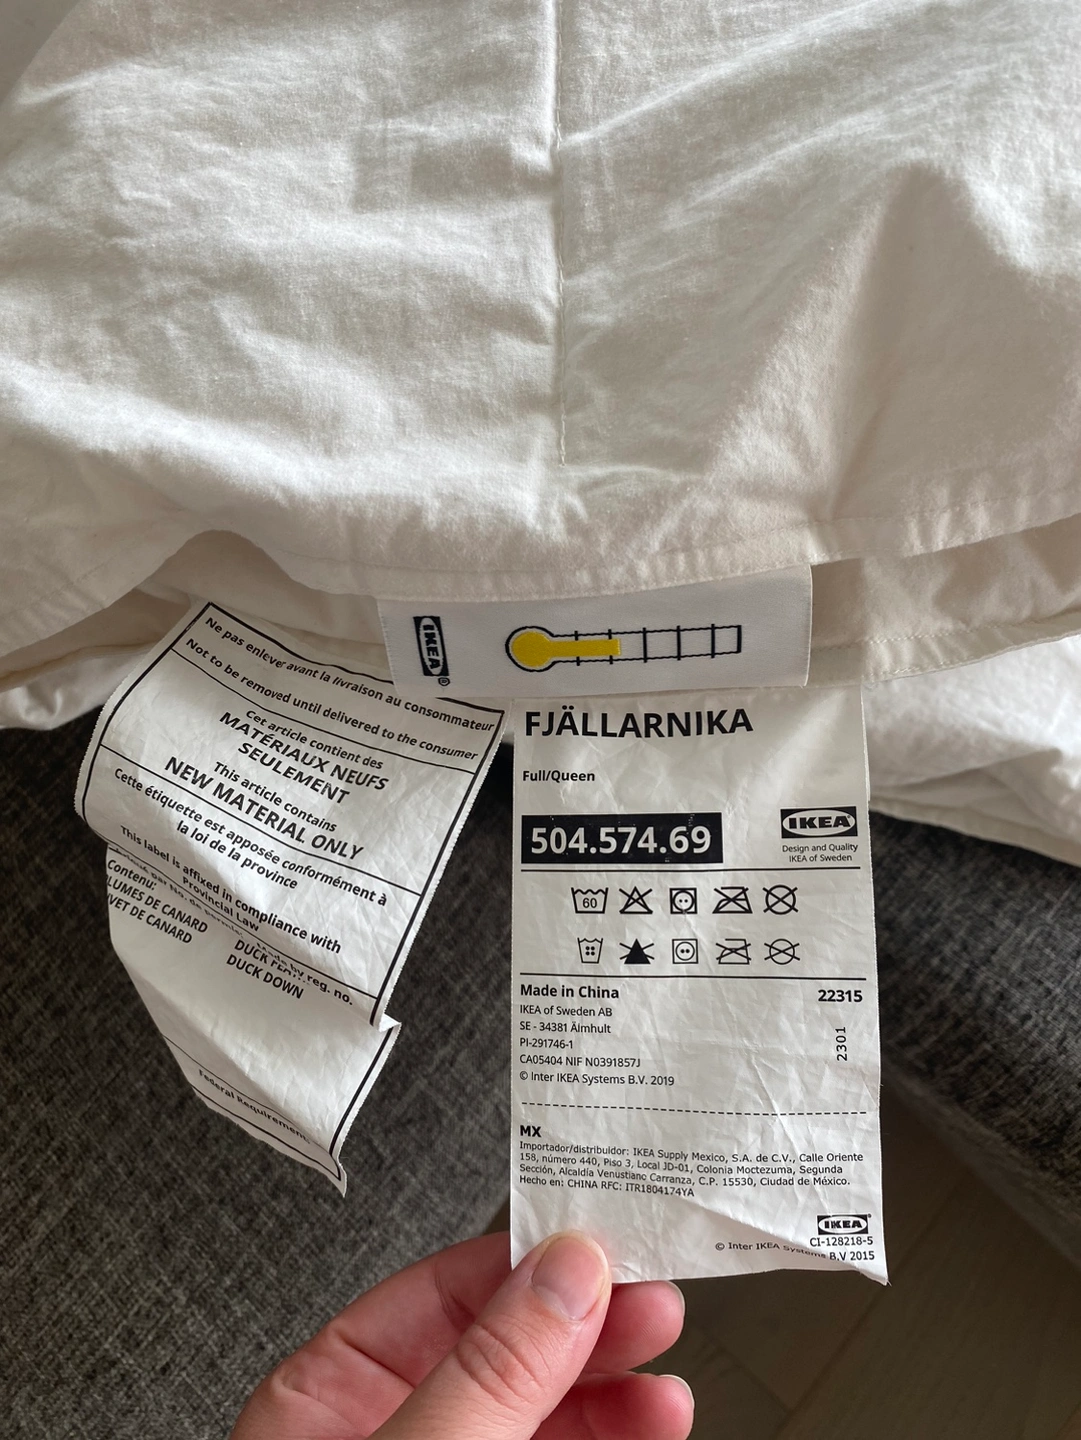 IKEA®
Ne pas enlever avant la livraison au consommateur
Not to be removed until delivered to the consumer
Cet article contient des
MATÉRIAUX NEUFS
SEULEMENT
This article contains
NEW MATERIAL ONLY
Cette étiquette est apposée conformément à
la loi de la province
This label is affixed in compliance with
Provincial Law
by reg. no.
Contenu:
LUMES DE CANARD
VET DE CANARD
DUCK
DUCK DOWN
Federal Requirement
FJÄLLARNIKA
Full/Queen
504.574.69
IKEA®
Design and Quality
IKEA of Sweden
60
Made in China
22315
IKEA of Sweden AB
SE - 34381 Älmhult
PI-291746-1
CA05404 NIF N0391857J
© Inter IKEA Systems B.V. 2019
2301
MX
Importador/distribuidor: IKEA Supply Mexico, S.A. de C.V., Calle Oriente
158, número 440, Piso 3, Local JD-01, Colonia Moctezuma, Segunda
Sección, Alcaldía Venustiano Carranza, C.P. 15530, Ciudad de México.
Hecho en: CHINA RFC: ITR1804174YA
IKEA®
CI-128218-5
© Inter IKEA Systems B.V 2015